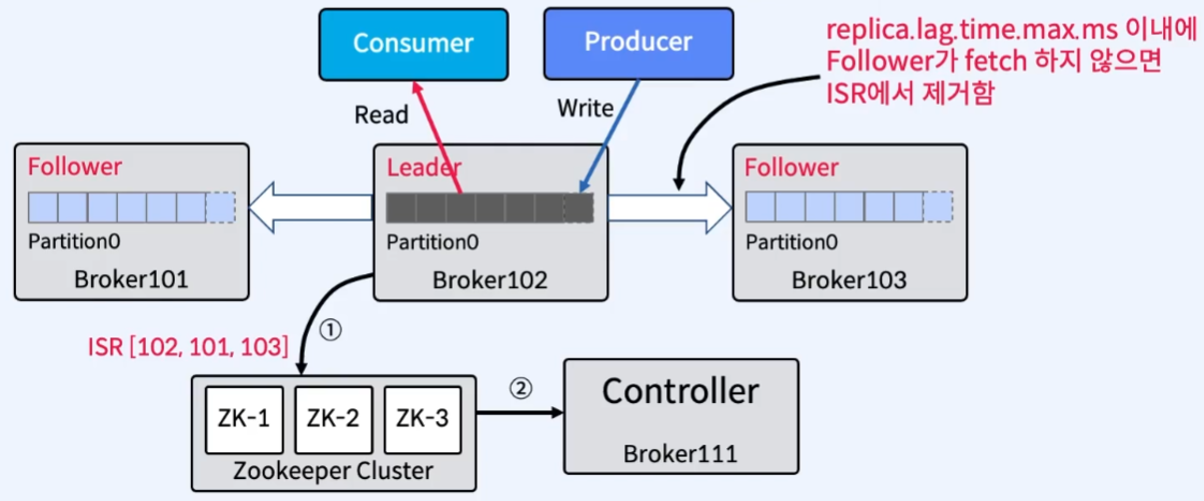 Consumer
Producer
replica.lag.time.max.ms 이내에
Follower가 fetch 하지 않으면
ISR에서 제거함
Read
Write
Follower
Partition0
Broker101
Leader
Partition0
Broker102
Follower
Partition0
Broker103
①
ISR [102, 101, 103]
ZK-1
ZK-2
ZK-3
Zookeeper Cluster
②
Controller
Broker111